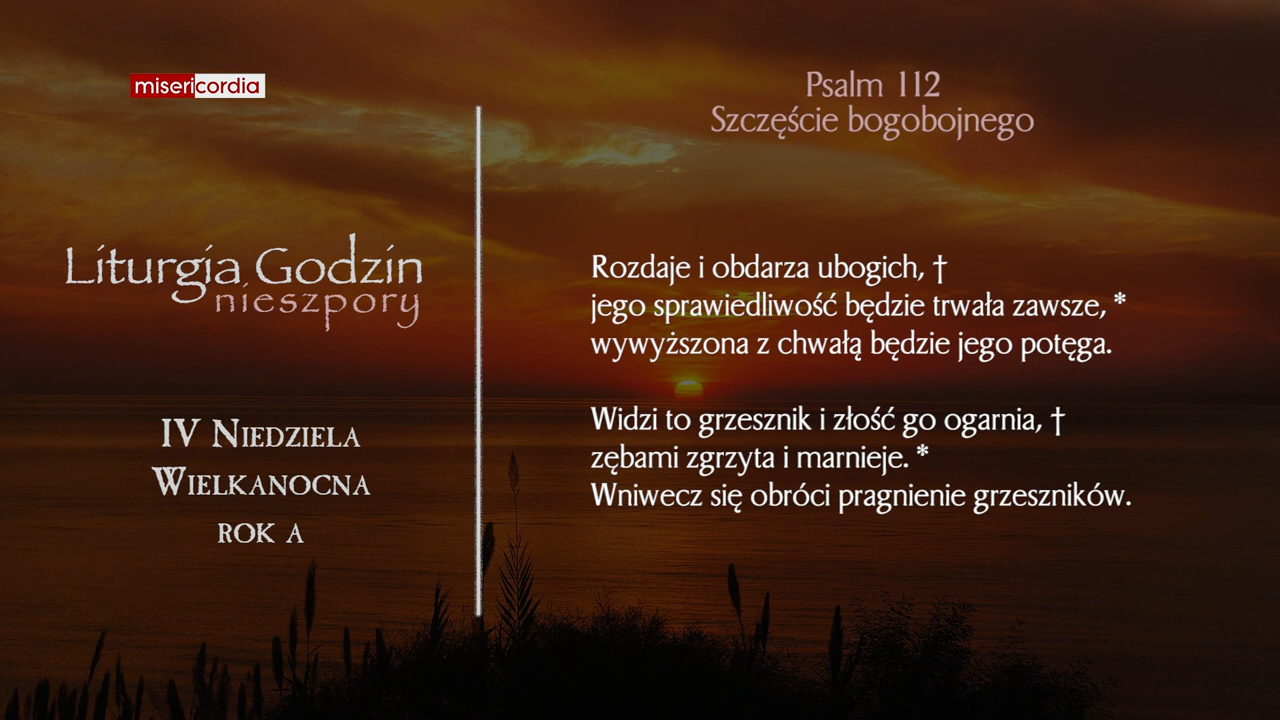 misericordia
Liturgia Godzin
nieszpory
IV Niedziela
Wielkanocna
rok A
Psalm 112
Szczęście bogobojnego
Rozdaje i obdarza ubogich, †
jego sprawiedliwość będzie trwała zawsze, *
wywyższona z chwałą będzie jego potęga.
Widzi to grzesznik i złość go ogarnia, †
zębami zgrzyta i marnieje. *
Wniwecz się obróci pragnienie grzeszników.